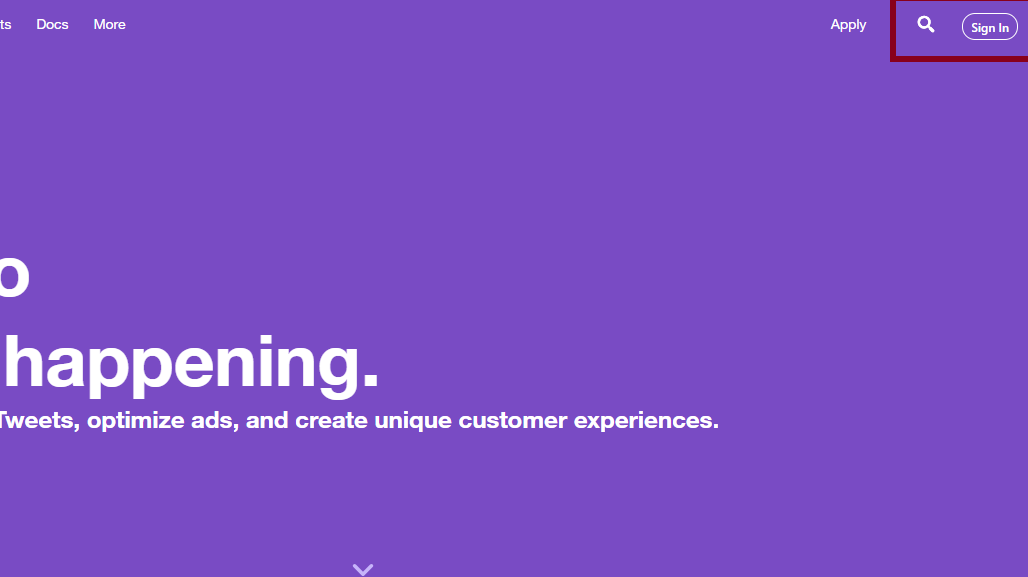 ts Docs More Apply Sign In
o
happening.
Tweets, optimize ads, and create unique customer experiences.